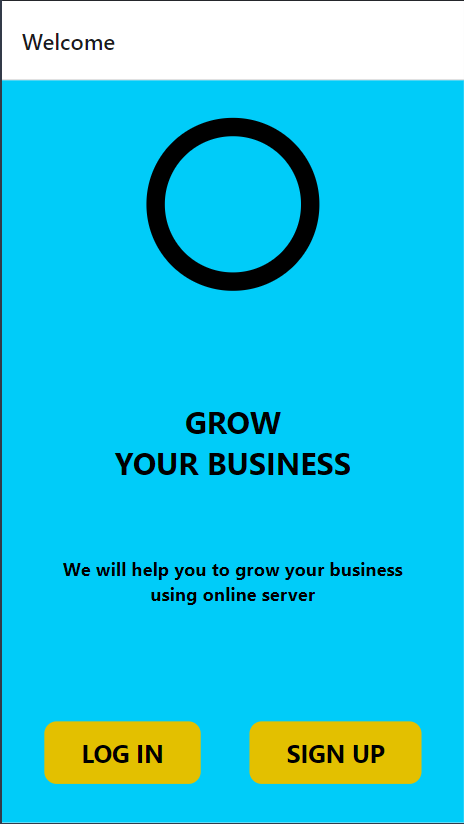 Welcome
GROW
YOUR BUSINESS
We will help you to grow your business
using online server
LOG IN
SIGN UP